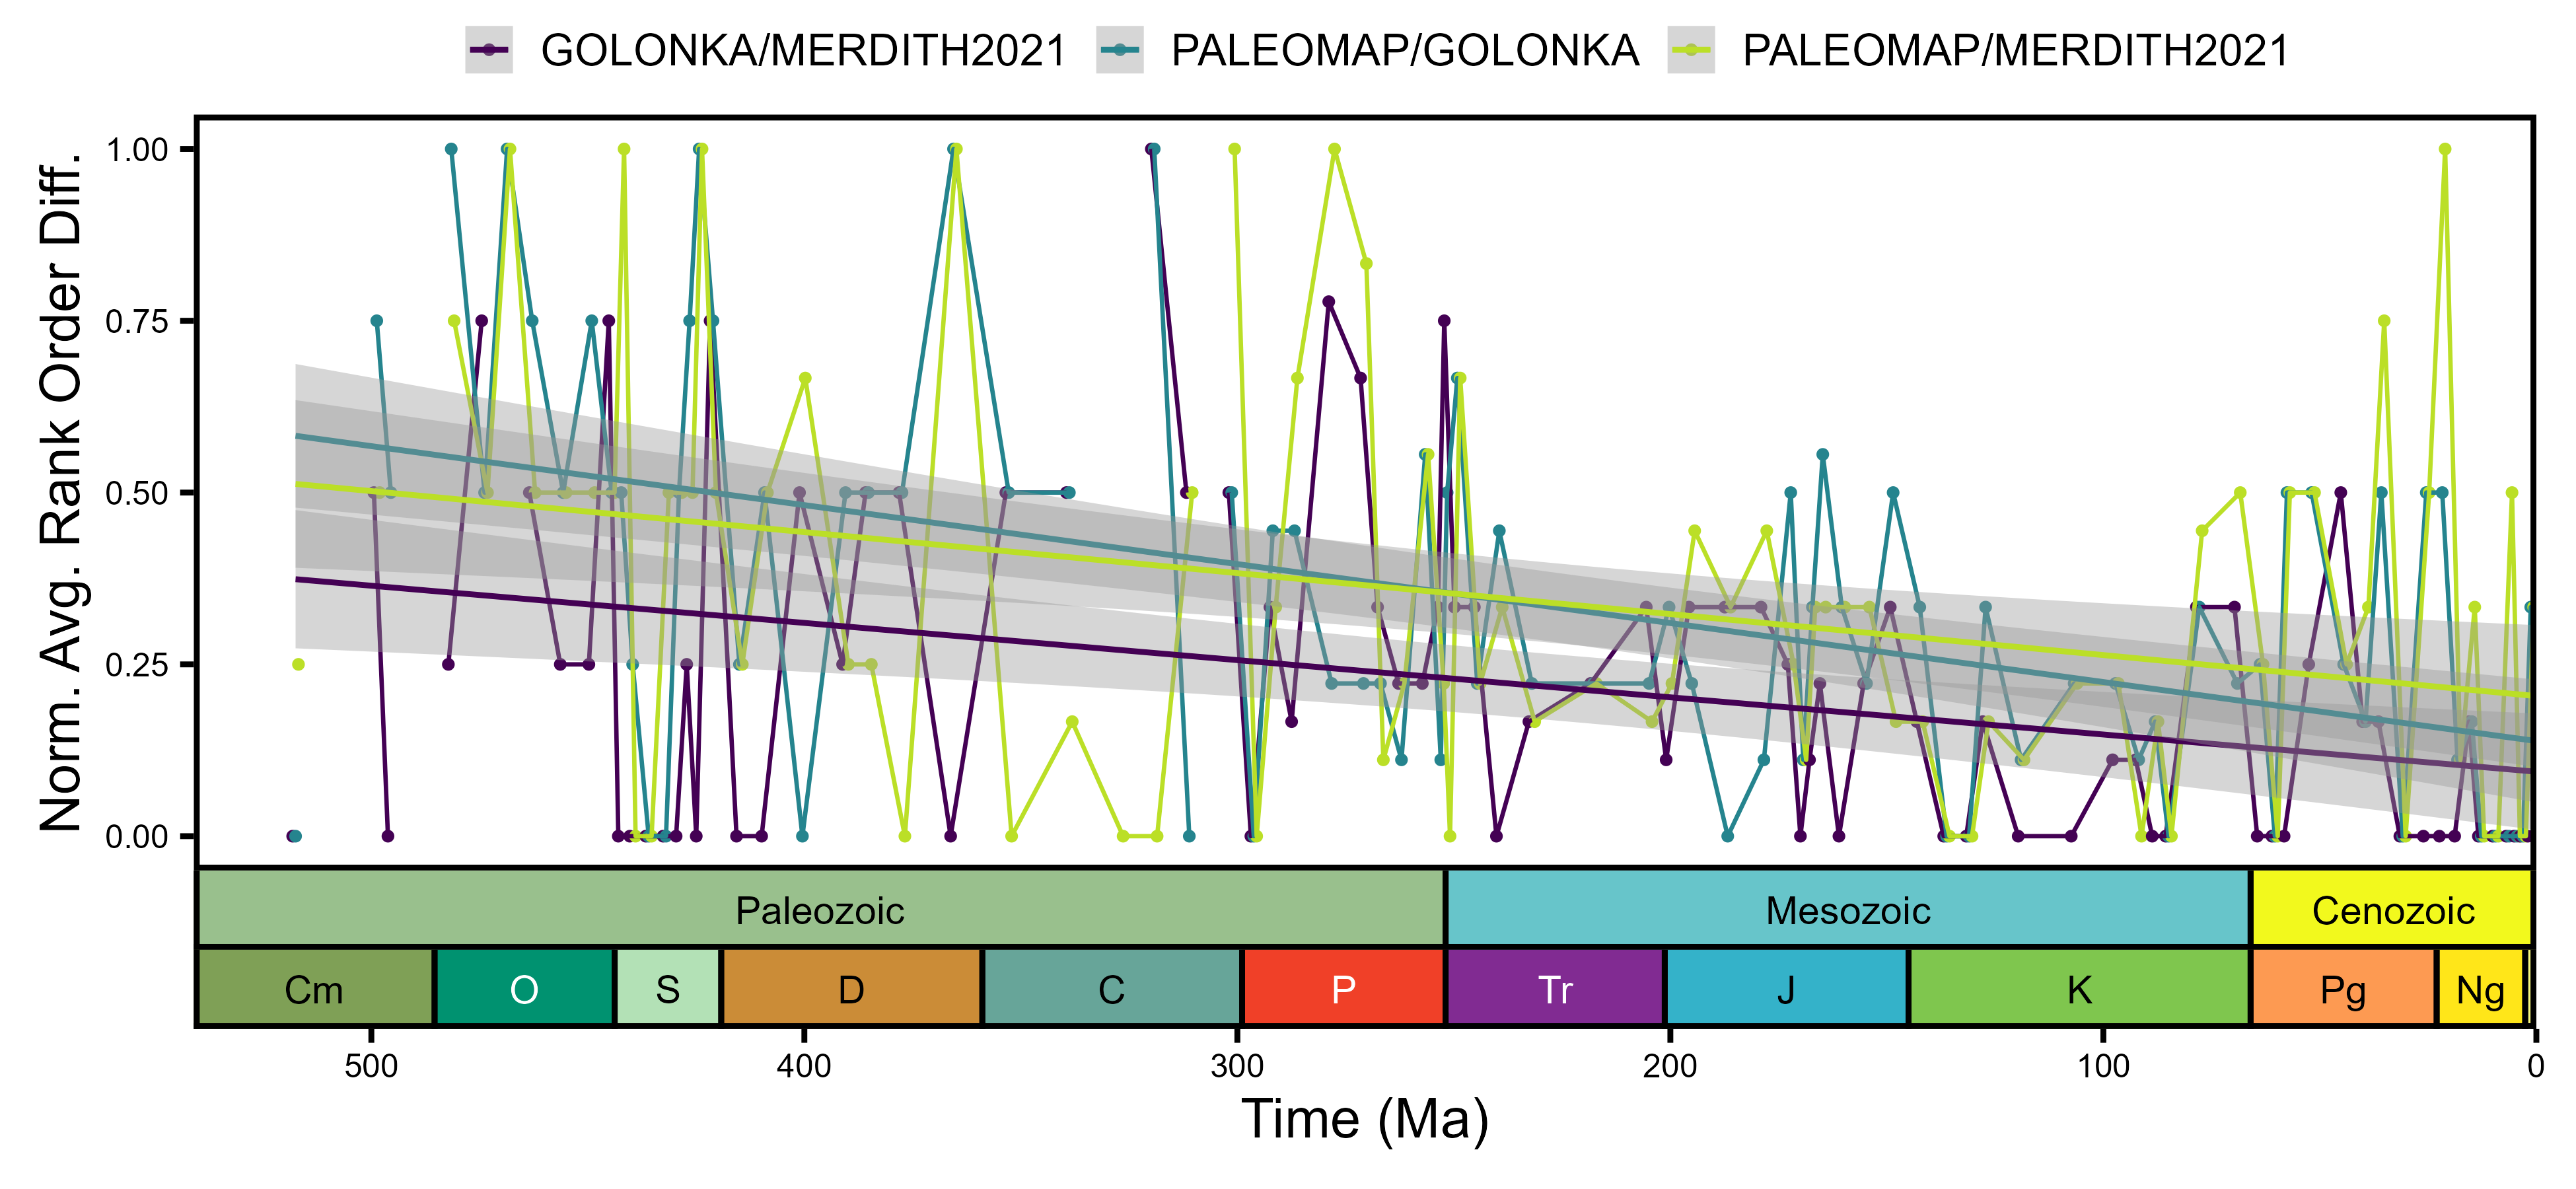 GOLONKA/MERDITH2021 PALEOMAP/GOLONKA PALEOMAP/MERDITH2021
Norm. Avg. Rank Order Diff.
1.00
0.75
0.50
0.25
0.00
Paleozoic Mesozoic Cenozoic
Cm O S D C P Tr J K Pg Ng
500 400 300 200 100 0
Time (Ma)